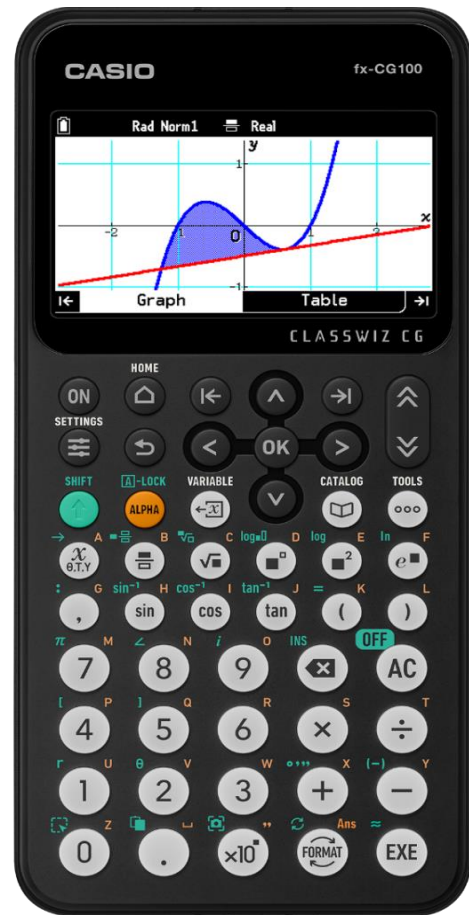 CASIO fx-CG100
Rad Norm1 Real
y
1
-2 1 0 1 2 x
-1
Graph Table
CLASSWIZ CG
HOME
ON
SETTINGS
OK
SHIFT A-LOCK VARIABLE CATALOG TOOLS
ALPHA x
→ A B C log D log E ln F
x
θ.T.Y √ e
: G sin⁻¹ H cos⁻¹ I tan⁻¹ J = K L
, sin cos tan ( )
π M ∠ N i O INS OFF
7 8 9 AC
[ P ] Q R S T
4 5 6 × ÷
r U θ V W °‚‚‚ X (−) Y
1 2 3 + −
Z ␣ " Ans ≈
0 . ×10 FORMAT EXE